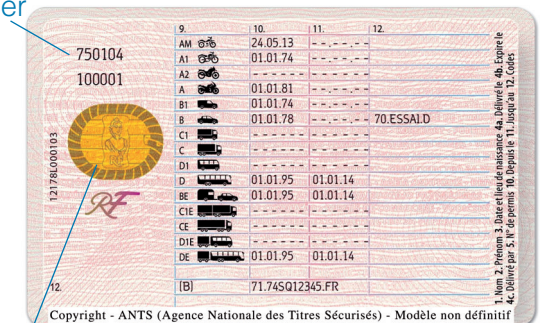 er
750104
100001
12178L000103
RF
12.
9. 10. 11. 12.
AM 24.05.13 --.--.--
A1 01.01.74 --.--.--
A2 --.--.-- --.--.--
A 01.01.81 --.--.--
B1 01.01.74 --.--.--
B 01.01.78 --.--.-- 70.ESSAI.D
C1 --.--.-- --.--.--
C --.--.-- --.--.--
D1 --.--.-- --.--.--
D 01.01.95 01.01.14
BE 01.01.95 01.01.14
C1E --.--.-- --.--.--
CE --.--.-- --.--.--
D1E --.--.-- --.--.--
DE 01.01.95 01.01.14
(B) 71.74SQ12345.FR
1. Nom 2. Prénom 3. Date et lieu de naissance 4a. Délivré le 4b. Expire le
4c. Délivré par 5. N° de permis 10. Depuis le 11. Jusqu'au 12. Codes
Copyright - ANTS (Agence Nationale des Titres Sécurisés) - Modèle non définitif